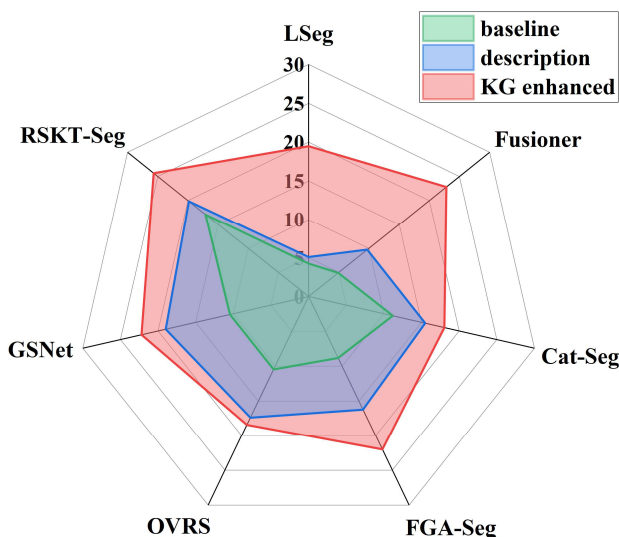 baseline
description
KG enhanced
LSeg
30
25
20
15
10
5
0
RSKT-Seg
Fusioner
GSNet
Cat-Seg
OVRS
FGA-Seg